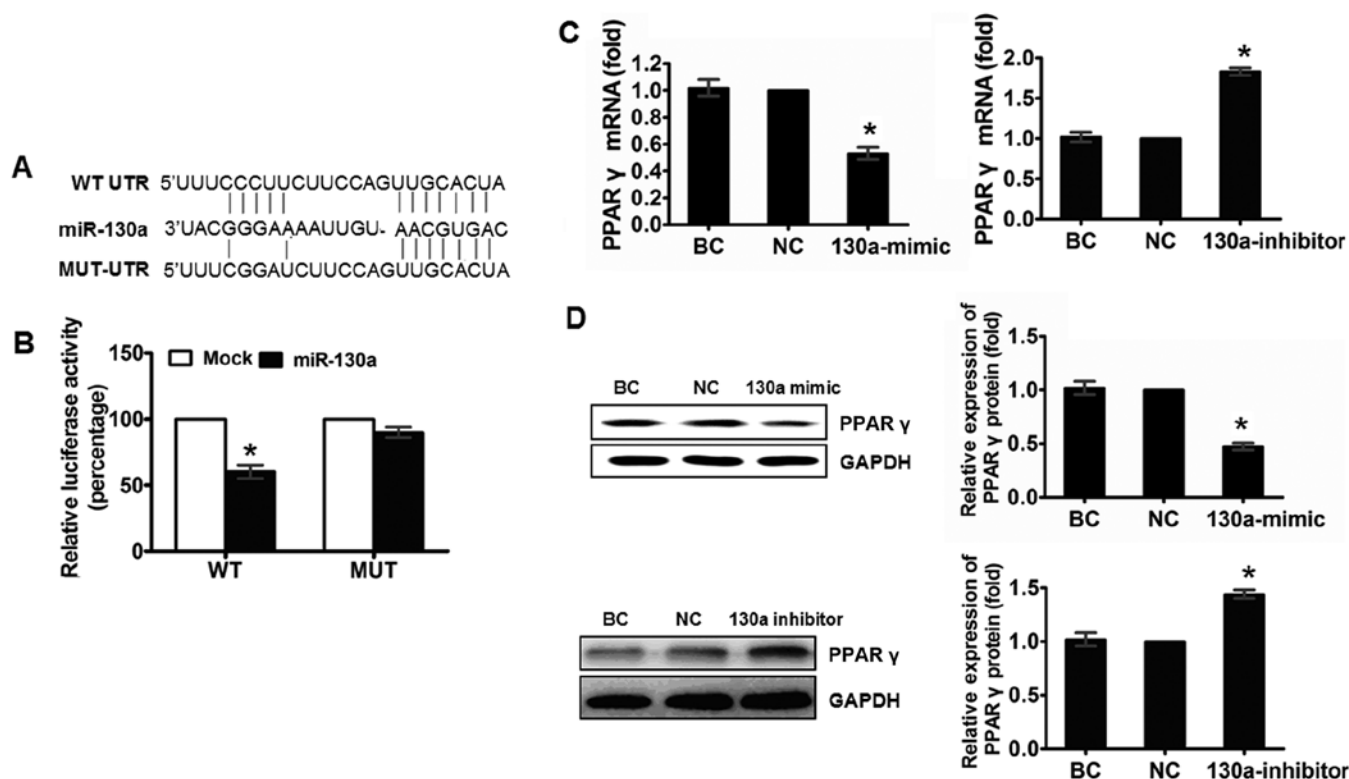 A
WT UTR 5'UUUCCCUUCUUCCAGUUGCACUA
miR-130a 3'UACGGGAAAAUUGU- AACGUGAC
MUT-UTR 5'UUUCGGAUCUUCCAGUUGCACUA
B
Relative luciferase activity
(percentage)
150
100
50
0
Mock miR-130a
*
WT MUT
C
PPAR γ mRNA (fold)
1.2
1.0
0.8
0.6
0.4
0.2
0.0
*
BC NC 130a-mimic
PPAR γ mRNA (fold)
2.0
1.5
1.0
0.5
0.0
*
BC NC 130a-inhibitor
D
BC NC 130a mimic
PPAR γ
GAPDH
Relative expression of
PPAR γ protein (fold)
1.5
1.0
0.5
0.0
*
BC NC 130a-mimic
BC NC 130a inhibitor
PPAR γ
GAPDH
Relative expression of
PPAR γ protein (fold)
1.5
1.0
1.5
0.0
*
BC NC 130a-inhibitor